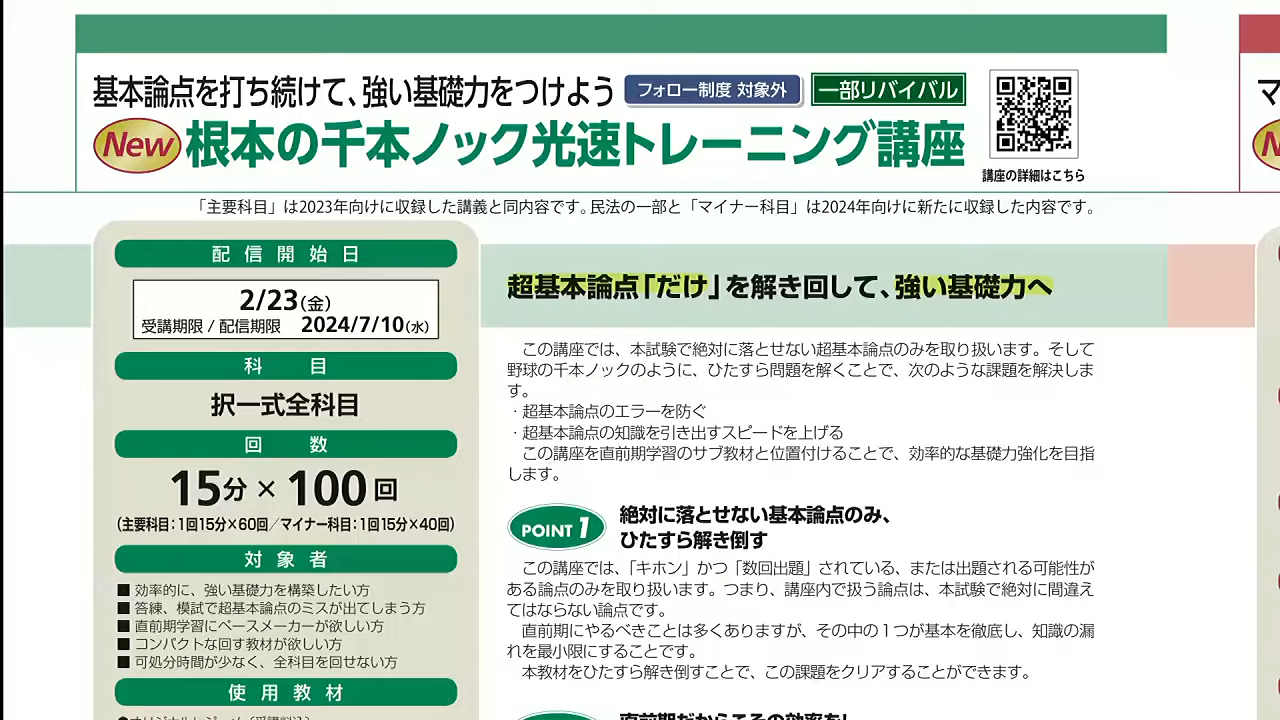 基本論点を打ち続けて、強い基礎力をつけよう フォロー制度 対象外 一部リバイバル
New 根本の千本ノック光速トレーニング講座
講座の詳細はこちら
「主要科目」は2023年向けに収録した講義と同内容です。民法の一部と「マイナー科目」は2024年向けに新たに収録した内容です。
配信開始日
2/23(金)
受講期限 / 配信期限 2024/7/10(水)
科目
択一式全科目
回数
15分 × 100回
(主要科目:1回15分×60回/マイナー科目:1回15分×40回)
対象者
■ 効率的に、強い基礎力を構築したい方
■ 答練、模試で超基本論点のミスが出てしまう方
■ 直前期学習にペースメーカーが欲しい方
■ コンパクトな回す教材が欲しい方
■ 可処分時間が少なく、全科目を回せない方
使用教材
超基本論点「だけ」を解き回して、強い基礎力へ
この講座では、本試験で絶対に落とせない超基本論点のみを取り扱います。そして
野球の千本ノックのように、ひたすら問題を解くことで、次のような課題を解決しま
す。
・超基本論点のエラーを防ぐ
・超基本論点の知識を引き出すスピードを上げる
この講座を直前期学習のサブ教材と位置付けることで、効率的な基礎力強化を目指
します。
POINT 1 絶対に落とせない基本論点のみ、
ひたすら解き倒す
この講座では、「キホン」かつ「数回出題」されている、または出題される可能性が
ある論点のみを取り扱います。つまり、講座内で扱う論点は、本試験で絶対に間違え
てはならない論点です。
直前期にやるべきことは多くありますが、その中の1つが基本を徹底し、知識の漏
れを最小限にすることです。
本教材をひたすら解き倒すことで、この課題をクリアすることができます。
マ